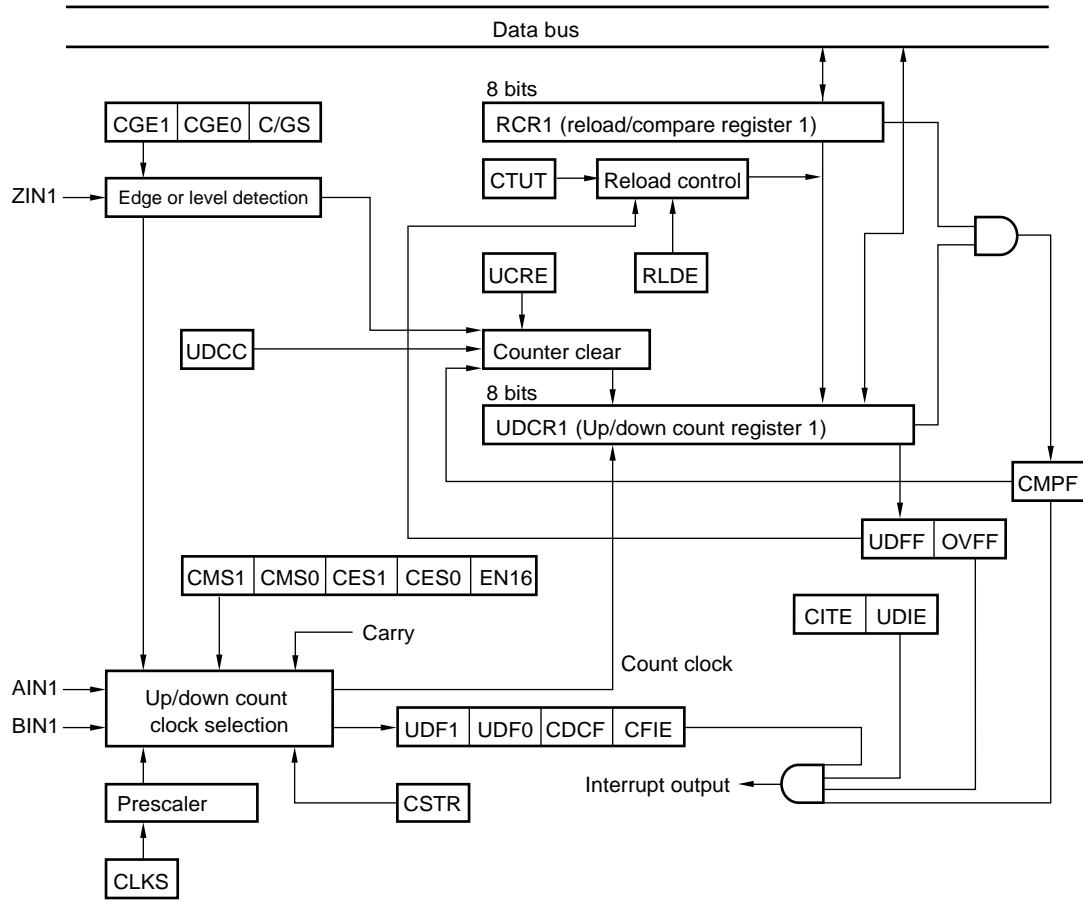 Data bus
8 bits
CGE1 CGE0 C/GS
RCR1 (reload/compare register 1)
CTUT
Reload control
ZIN1
Edge or level detection
UCRE
RLDE
UDCC
Counter clear
8 bits
UDCR1 (Up/down count register 1)
CMPF
UDFF OVFF
CMS1 CMS0 CES1 CES0 EN16
CITE UDIE
Carry
Count clock
AIN1
BIN1
Up/down count
clock selection
UDF1 UDF0 CDCF CFIE
Interrupt output
Prescaler
CSTR
CLKS